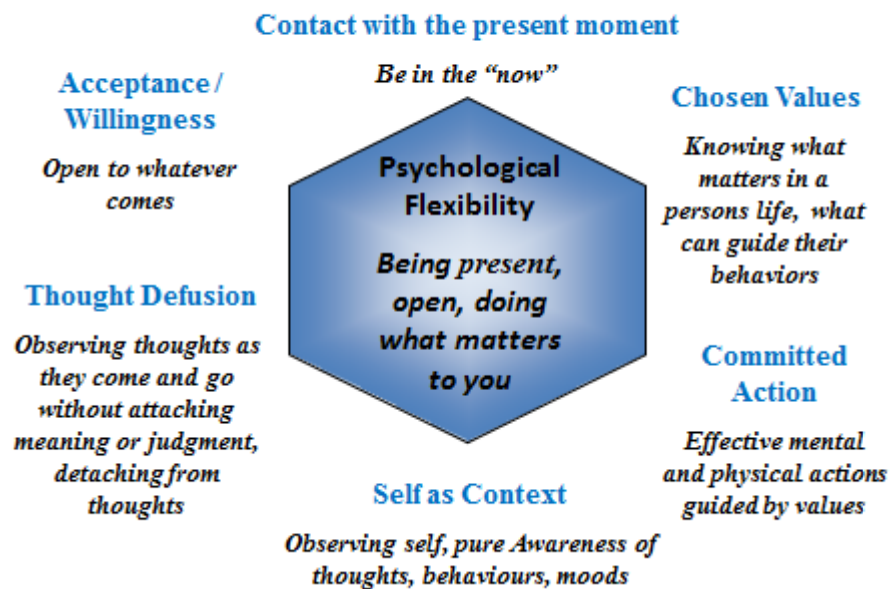 Contact with the present moment
Be in the “now”
Acceptance /
Willingness
Open to whatever
comes
Thought Defusion
Observing thoughts as
they come and go
without attaching
meaning or judgment,
detaching from
thoughts
Psychological
Flexibility
Being present,
open, doing
what matters
to you
Chosen Values
Knowing what
matters in a
persons life, what
can guide their
behaviors
Committed
Action
Effective mental
and physical actions
guided by values
Self as Context
Observing self, pure Awareness of
thoughts, behaviours, moods